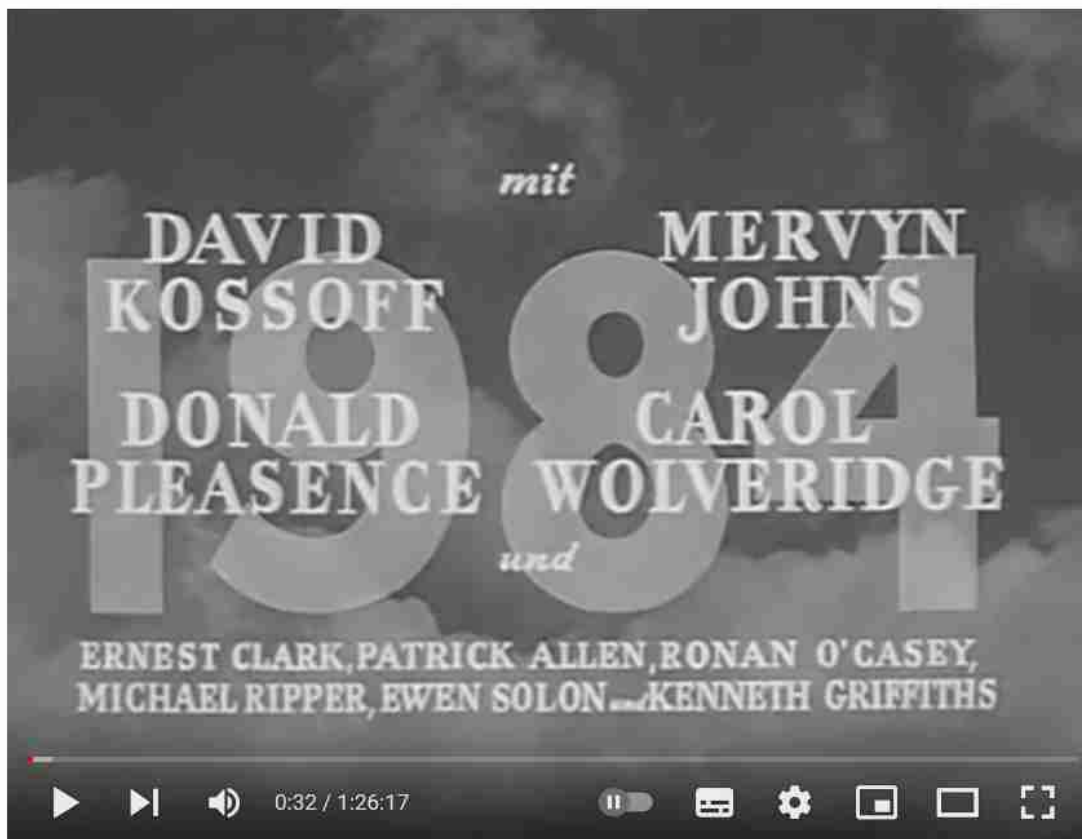 mit
DAVID KOSSOFF
MERVYN JOHNS
1984
DONALD PLEASENCE
CAROL WOLVERIDGE
und
ERNEST CLARK, PATRICK ALLEN, RONAN O'CASEY,
MICHAEL RIPPER, EWEN SOLON und KENNETH GRIFFITHS
0:32 / 1:26:17